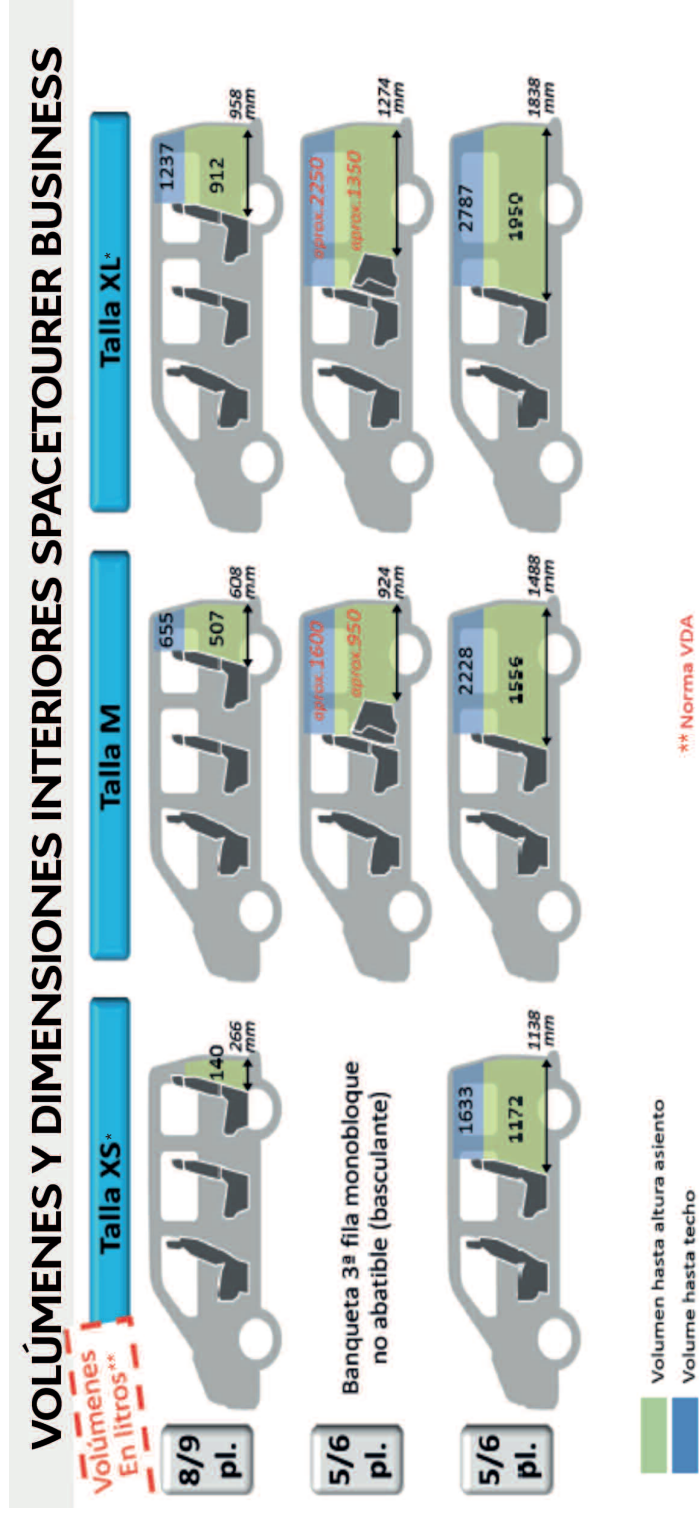 VOLÚMENES Y DIMENSIONES INTERIORES SPACETOURER BUSINESS
Volúmenes
En litros**
Talla XS*
Talla M
Talla XL*
8/9
pl.
140
266
mm
655
507
608
mm
1237
912
958
mm
5/6
pl.
Banqueta 3ª fila monobloque
no abatible (basculante)
aprox. 1600
aprox. 950
924
mm
aprox. 2250
aprox. 1350
1274
mm
5/6
pl.
1633
1172
1138
mm
2228
1556
1488
mm
2787
1950
1838
mm
Volumen hasta altura asiento
Volume hasta techo
** Norma VDA